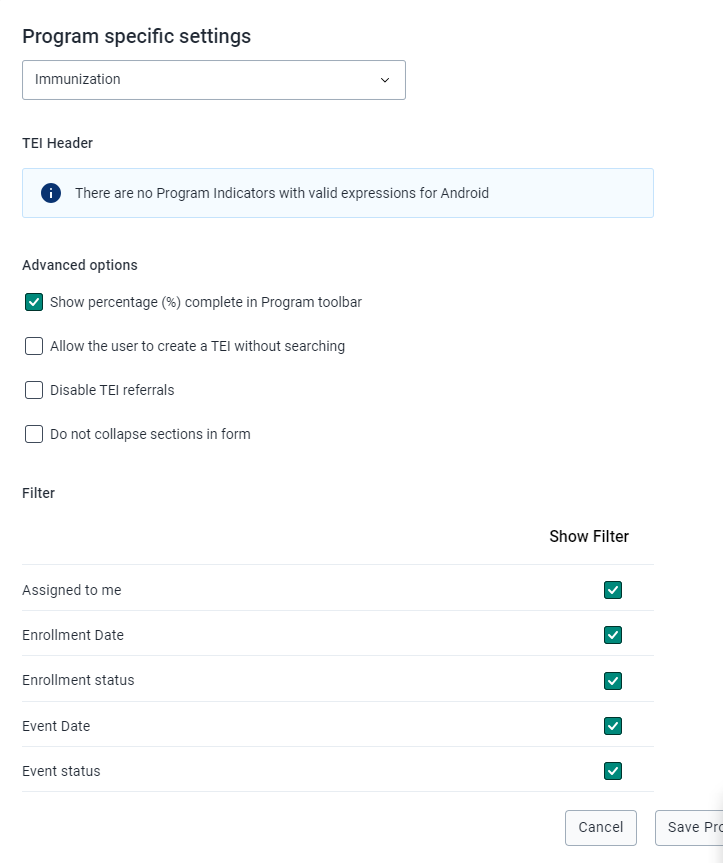 Program specific settings
Immunization
TEI Header
There are no Program Indicators with valid expressions for Android
Advanced options
Show percentage (%) complete in Program toolbar
Allow the user to create a TEI without searching
Disable TEI referrals
Do not collapse sections in form
Filter
Show Filter
Assigned to me
Enrollment Date
Enrollment status
Event Date
Event status
Cancel
Save